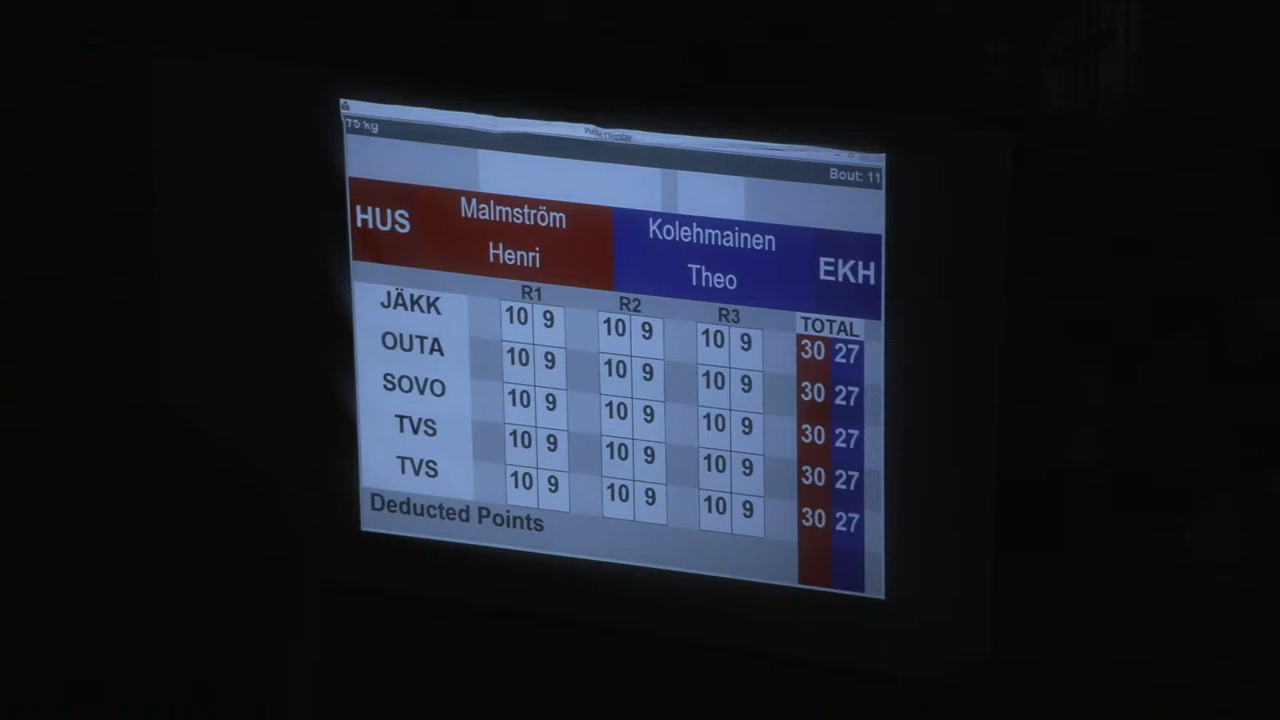 Public Display
75 kg
Bout: 11
HUS Malmström Henri Kolehmainen Theo EKH
R1 R2 R3 TOTAL
JÄKK 10 9 10 9 10 9 30 27
OUTA 10 9 10 9 10 9 30 27
SOVO 10 9 10 9 10 9 30 27
TVS 10 9 10 9 10 9 30 27
TVS 10 9 10 9 10 9 30 27
Deducted Points